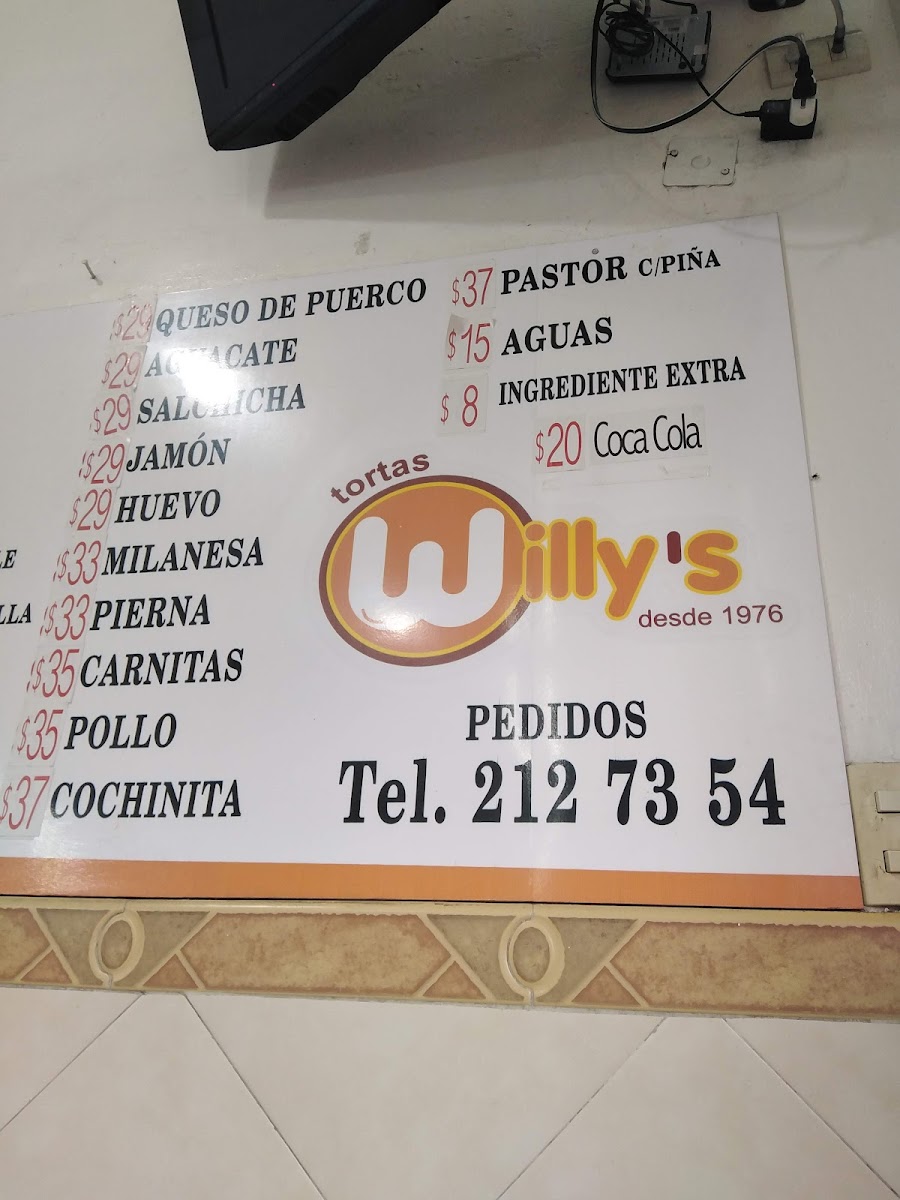 LE
LLA
$29 QUESO DE PUERCO
$29 AGUACATE
$29 SALCHICHA
$29 JAMÓN
$29 HUEVO
$33 MILANESA
$33 PIERNA
$35 CARNITAS
$35 POLLO
$37 COCHINITA
$37 PASTOR C/PIÑA
$15 AGUAS
$8 INGREDIENTE EXTRA
$20 Coca Cola
tortas
Willy's
desde 1976
PEDIDOS
Tel. 212 73 54